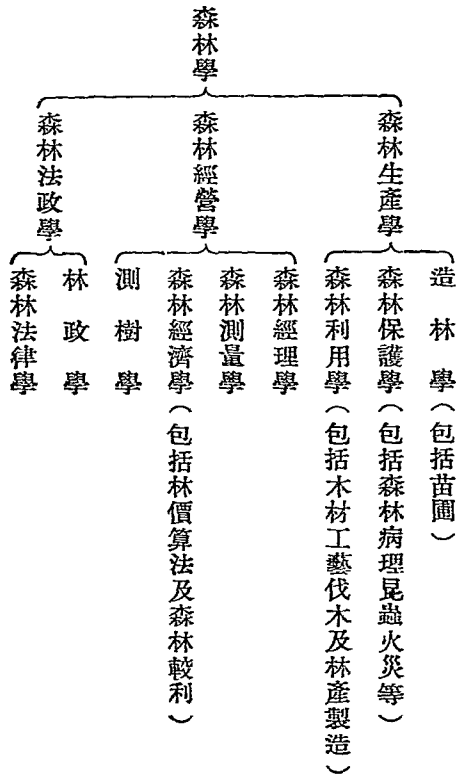 森林學
森林生產學
造林學（包括苗圃）
森林保護學（包括森林病理昆蟲火災等）
森林利用學（包括木材工藝伐木及林產製造）
森林經營學
森林經理學
森林測量學
森林經濟學（包括林價算法及森林較利）
測樹學
森林法政學
林政學
森林法律學